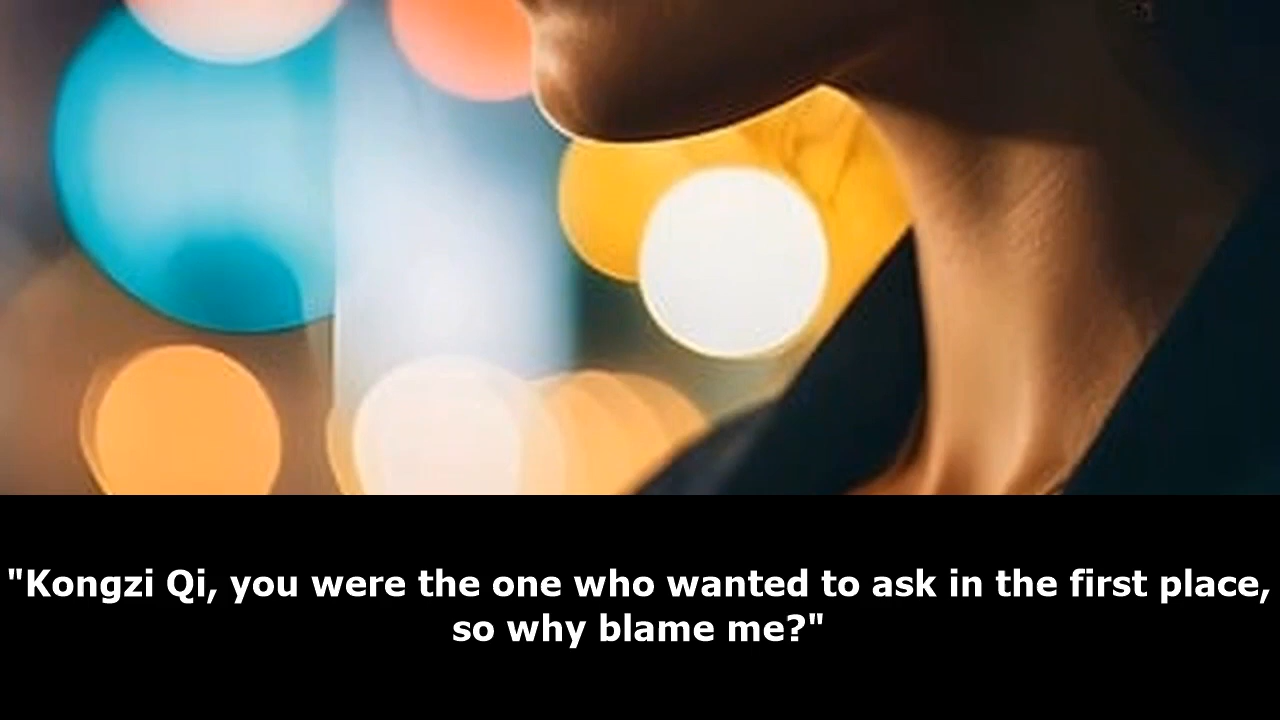 "Kongzi Qi, you were the one who wanted to ask in the first place,
so why blame me?"